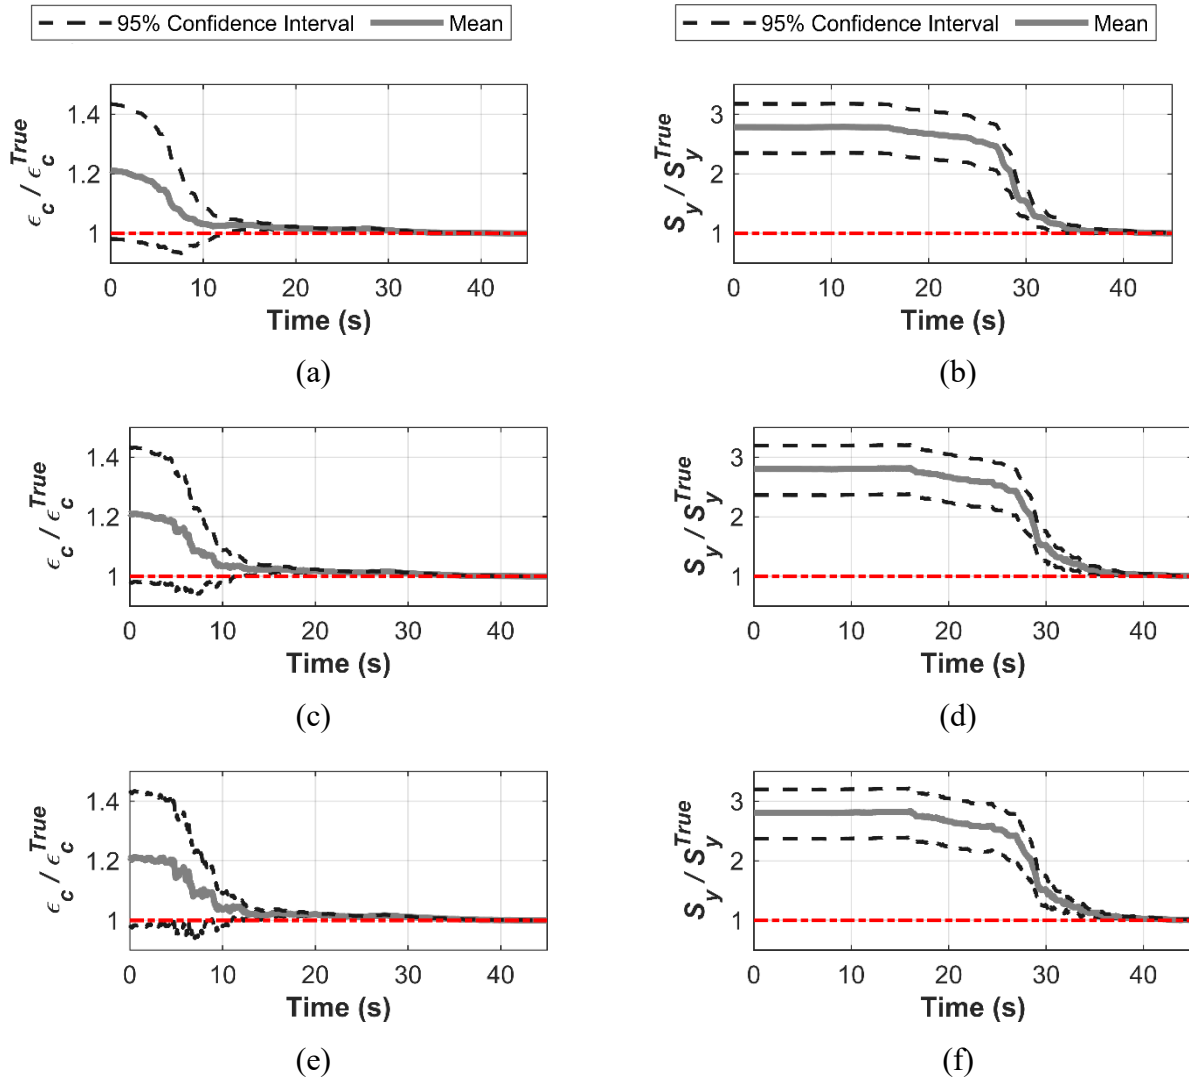 95% Confidence Interval Mean
95% Confidence Interval Mean
ϵ_c / ϵ_c^True
1.4
1.2
1
0 10 20 30 40
Time (s)
(a)
S_y / S_y^True
3
2
1
0 10 20 30 40
Time (s)
(b)
ϵ_c / ϵ_c^True
1.4
1.2
1
0 10 20 30 40
Time (s)
(c)
S_y / S_y^True
3
2
1
0 10 20 30 40
Time (s)
(d)
ϵ_c / ϵ_c^True
1.4
1.2
1
0 10 20 30 40
Time (s)
(e)
S_y / S_y^True
3
2
1
0 10 20 30 40
Time (s)
(f)